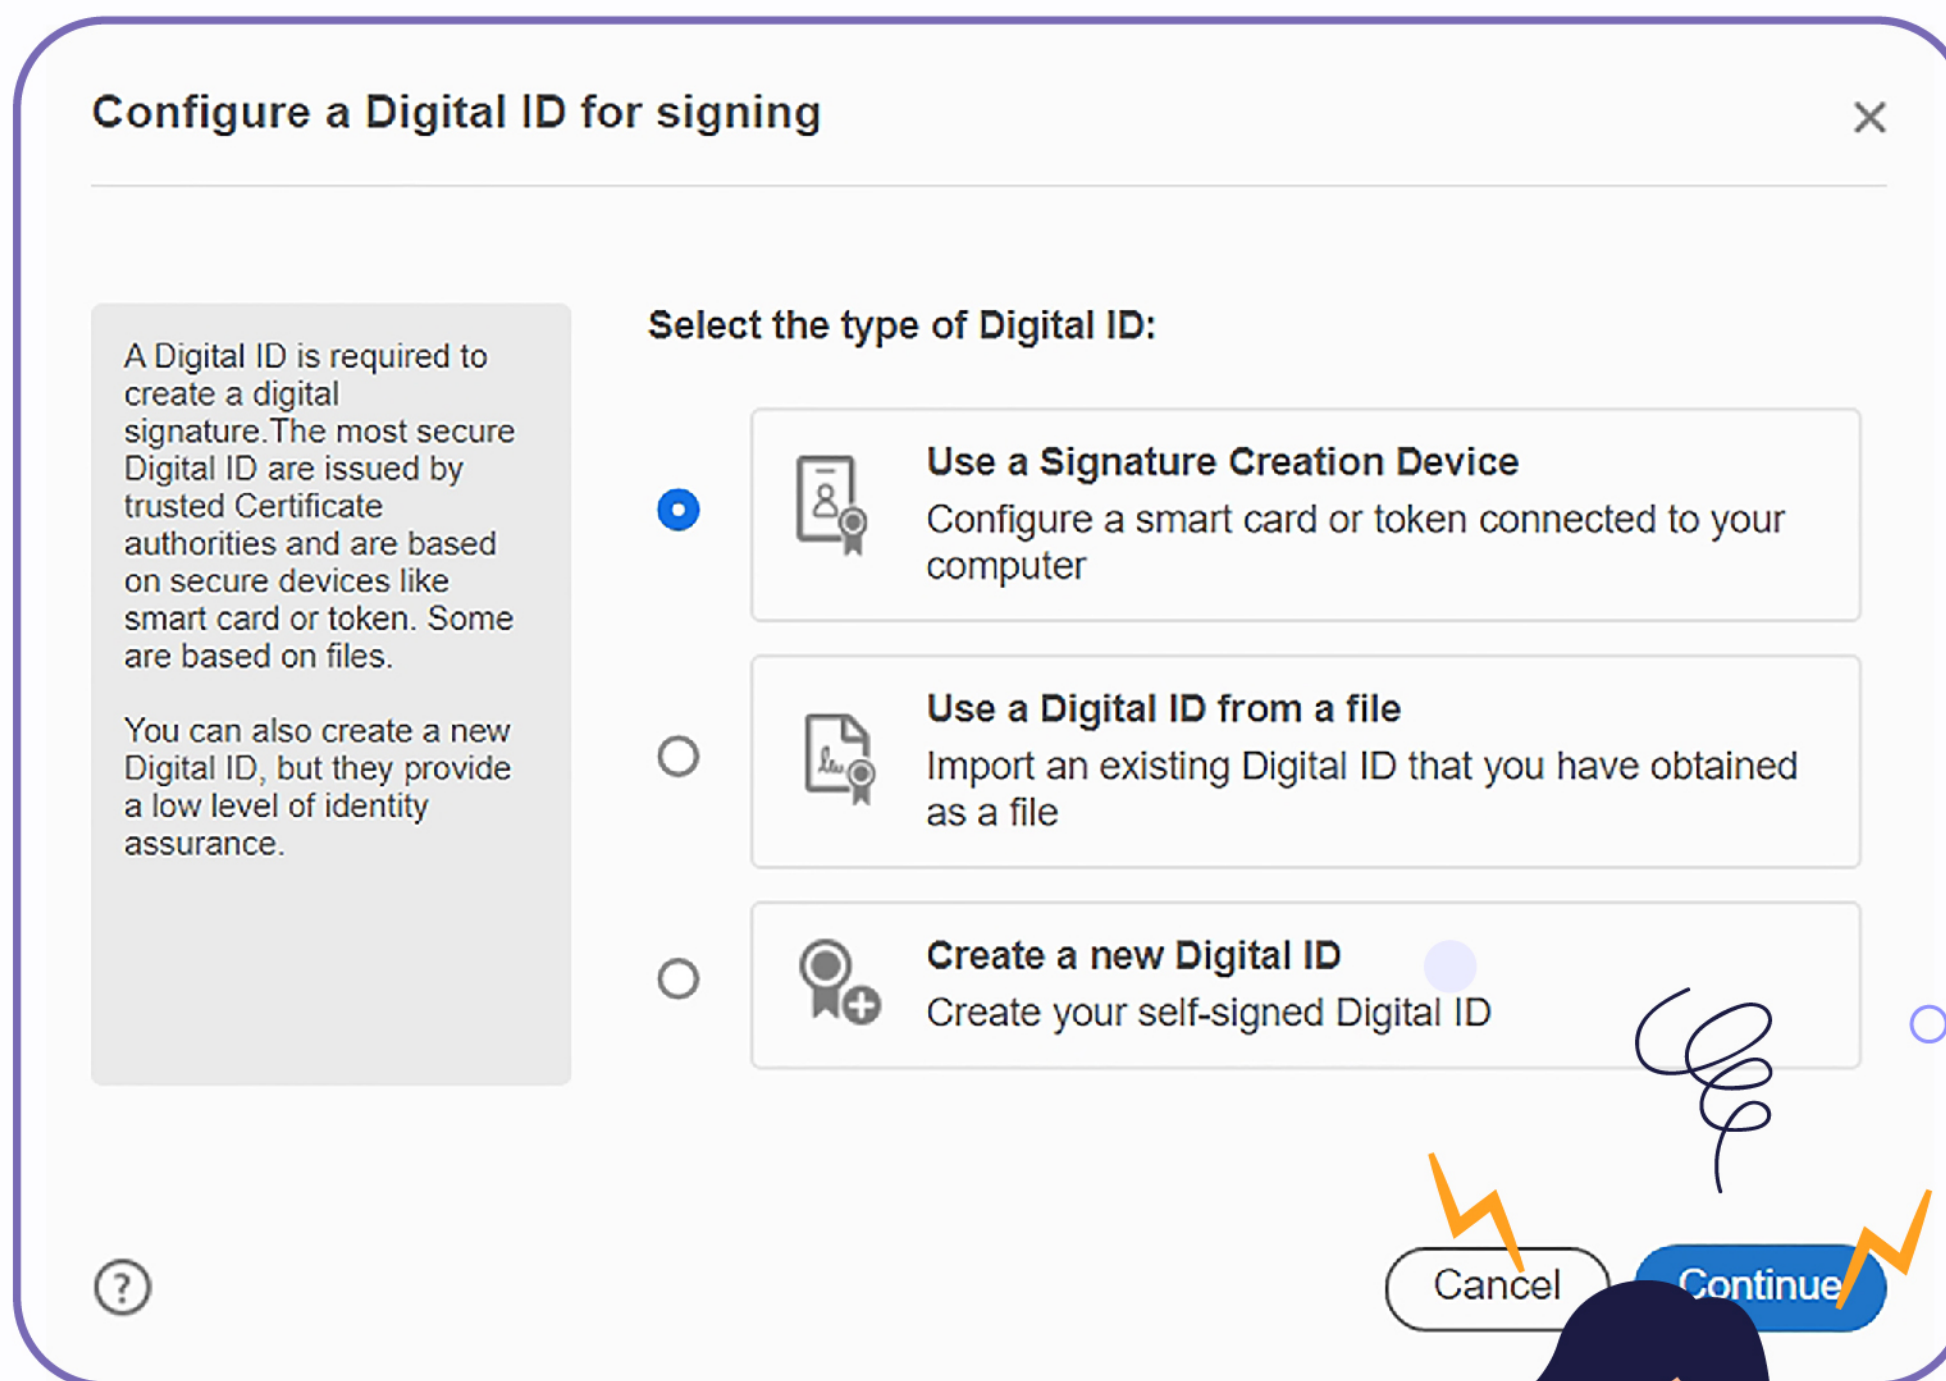 Configure a Digital ID for signing
A Digital ID is required to
create a digital
signature.The most secure
Digital ID are issued by
trusted Certificate
authorities and are based
on secure devices like
smart card or token. Some
are based on files.
You can also create a new
Digital ID, but they provide
a low level of identity
assurance.
Select the type of Digital ID:
Use a Signature Creation Device
Configure a smart card or token connected to your
computer
Use a Digital ID from a file
Import an existing Digital ID that you have obtained
as a file
Create a new Digital ID
Create your self-signed Digital ID
?
Cancel
Continue